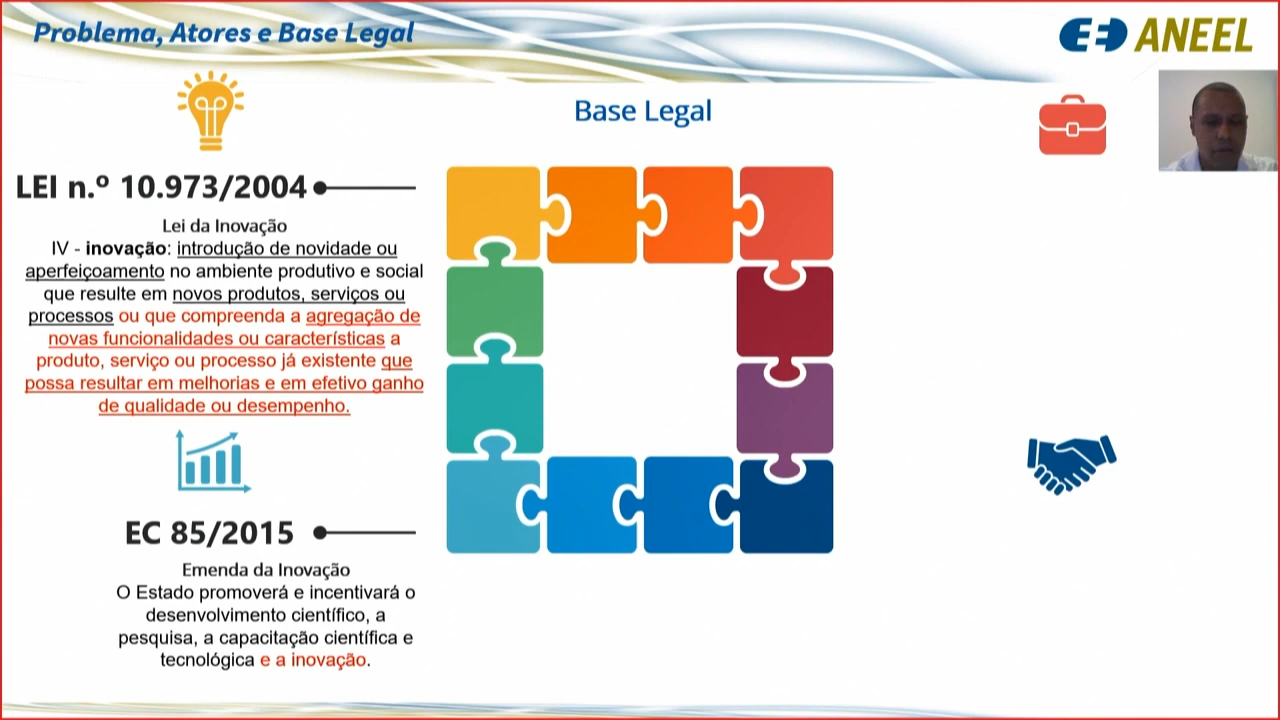 Problema, Atores e Base Legal
ANEEL
Base Legal
LEI n.º 10.973/2004
Lei da Inovação
IV - inovação: introdução de novidade ou
aperfeiçoamento no ambiente produtivo e social
que resulte em novos produtos, serviços ou
processos ou que compreenda a agregação de
novas funcionalidades ou características a
produto, serviço ou processo já existente que
possa resultar em melhorias e em efetivo ganho
de qualidade ou desempenho.
EC 85/2015
Emenda da Inovação
O Estado promoverá e incentivará o
desenvolvimento científico, a
pesquisa, a capacitação científica e
tecnológica e a inovação.